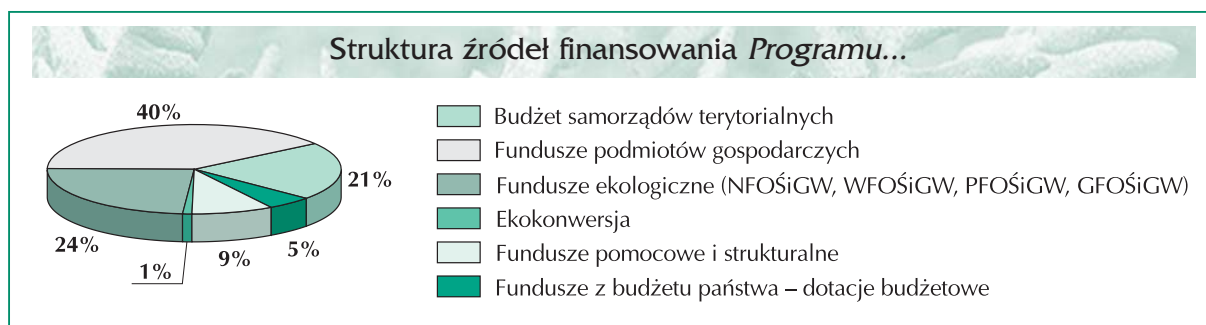 Struktura źródeł finansowania Programu...
40%
21%
24%
1%
9%
5%
Budżet samorządów terytorialnych
Fundusze podmiotów gospodarczych
Fundusze ekologiczne (NFOŚiGW, WFOŚiGW, PFOŚiGW, GFOŚiGW)
Ekokonwersja
Fundusze pomocowe i strukturalne
Fundusze z budżetu państwa – dotacje budżetowe